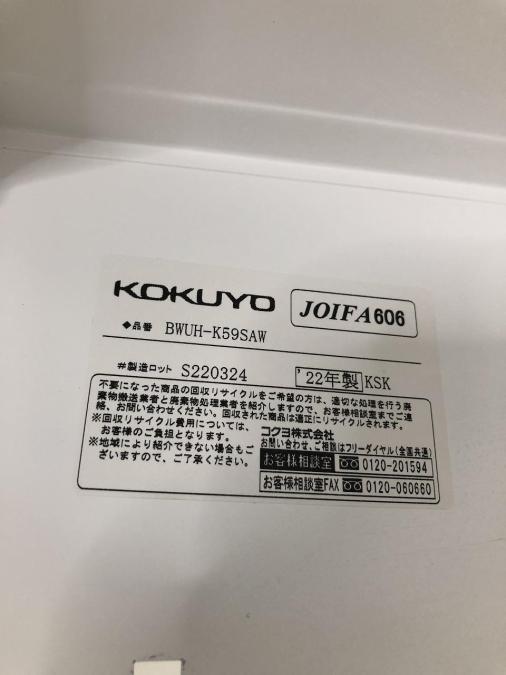 KOKUYO
JOIFA606
◆品番 BWUH-K59SAW
#製造ロット S220324 '22年製 KSK
不要になった商品の回収リサイクルをご希望の方は、適切な処理を行う廃
棄物搬送業者と廃棄物処理業者を紹介しますので、お客様相談室までご連
絡、お問い合わせください。回収された商品は適正にリサイクルされます。
※回収リサイクル費用については、
お客様のご負担となります。
※地域により紹介できない場合もご
ざいますので、ご了承ください。
コクヨ株式会社
お問い合わせ、ご相談はフリーダイヤル(全国共通)
お客様相談室 0120-201594
お客様相談室FAX 0120-060660